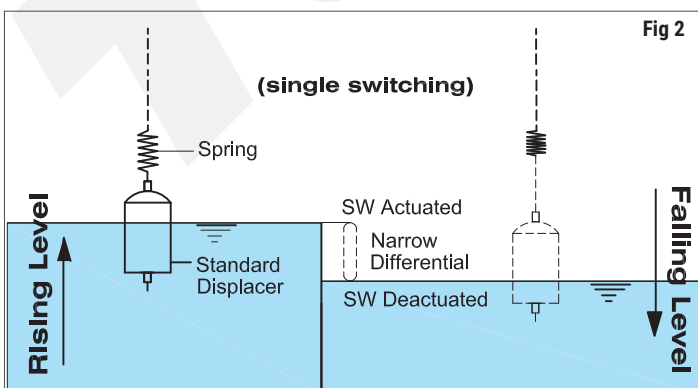 Fig 2
(single switching)
Spring
SW Actuated
Narrow
Differential
Standard
Displacer
SW Deactuated
RIsIng Level
Falling Level